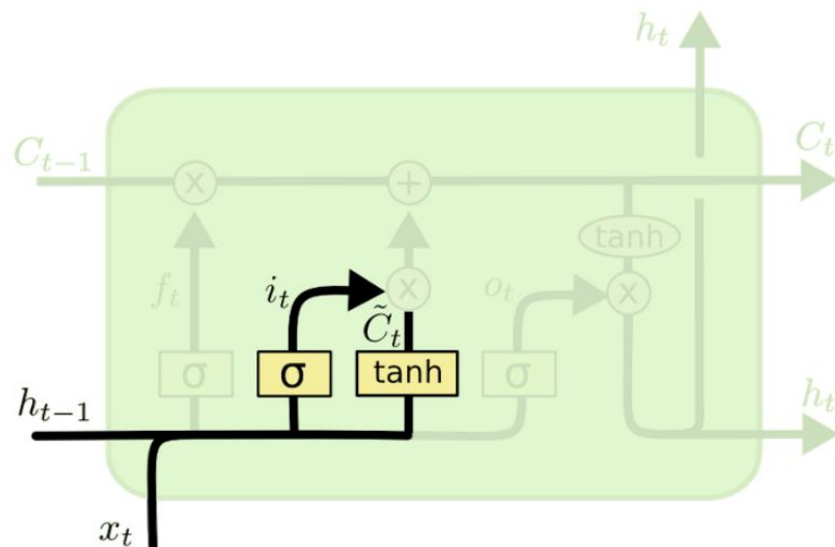 h_t
C_{t-1}
C_t
x
+
tanh
f_t
i_t
x
o_t
x
C̃_t
σ
σ
tanh
σ
h_{t-1}
h_t
x_t